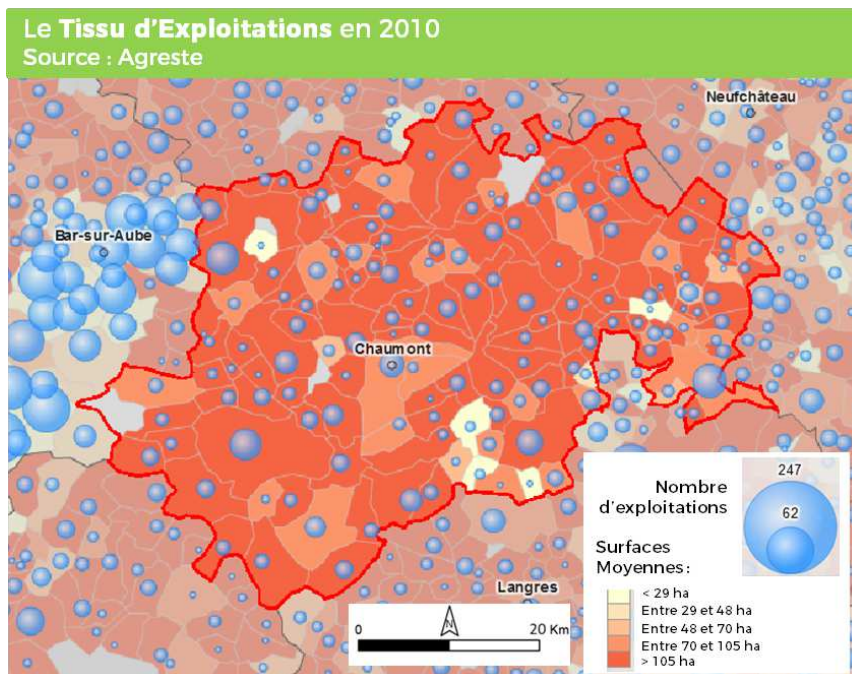 Le Tissu d'Exploitations en 2010
Source : Agreste
Neufchâteau
Bar-sur-Aube
Chaumont
Langres
0 N 20 Km
Nombre
d'exploitations
247
62
Surfaces
Moyennes :
< 29 ha
Entre 29 et 48 ha
Entre 48 et 70 ha
Entre 70 et 105 ha
> 105 ha